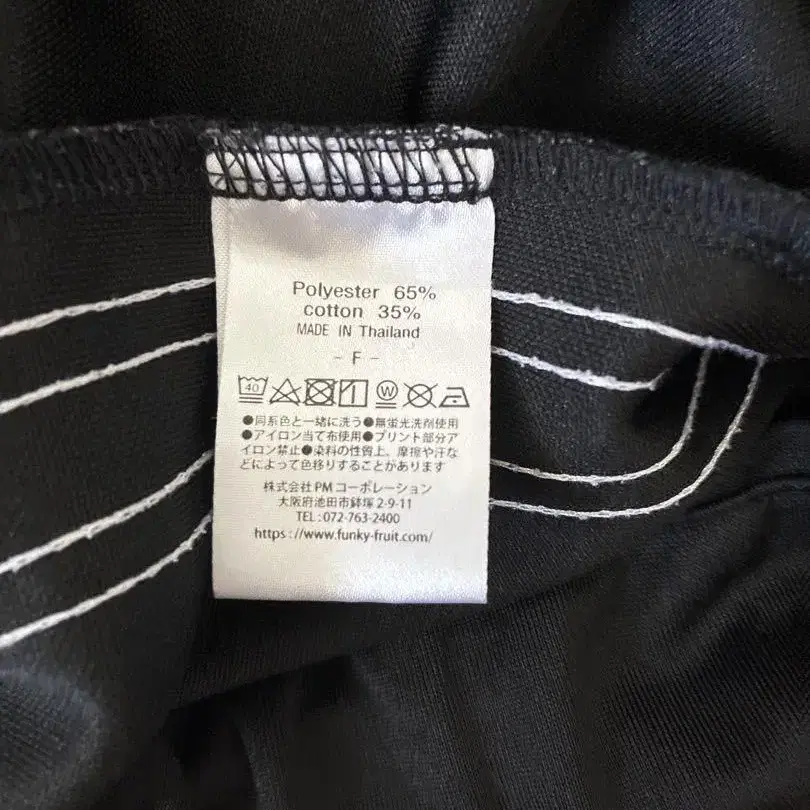 Polyester 65%
cotton 35%
MADE IN Thailand
- F -
40 W
●同系色と一緒に洗う●無蛍光洗剤使用
●アイロン当て布使用●プリント部分ア
イロン禁止●染料の性質上、摩擦や汗な
どによって色移りすることがあります
株式会社PMコーポレーション
大阪府池田市鉢塚2-9-11
TEL:072-763-2400
https://www.funky-fruit.com/